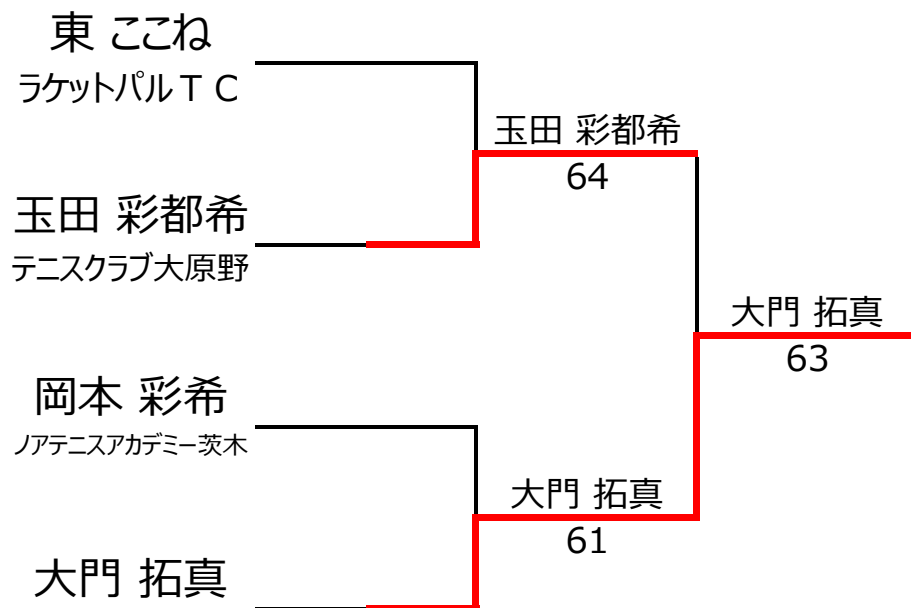 東 ここね
ラケットパルＴＣ
玉田 彩都希
64
玉田 彩都希
テニスクラブ大原野
大門 拓真
63
岡本 彩希
ノアテニスアカデミー茨木
大門 拓真
61
大門 拓真